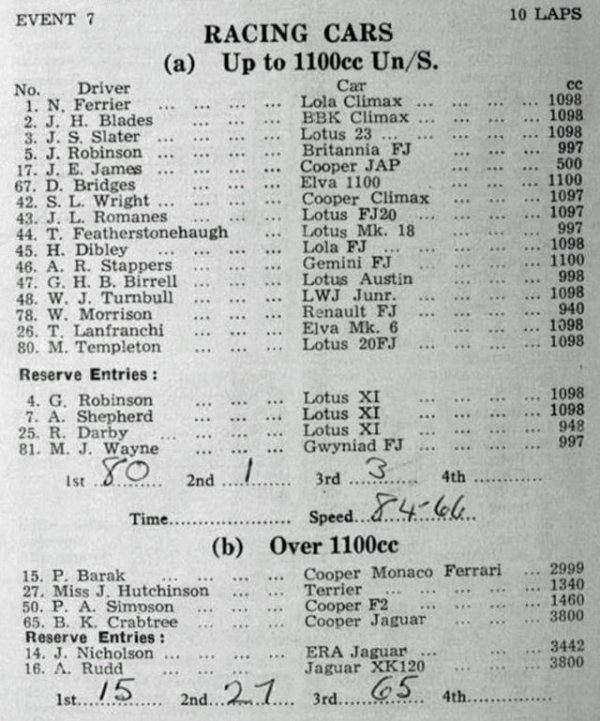 EVENT 7 10 LAPS
RACING CARS
(a) Up to 1100cc Un/S.
No. Driver Car cc
1. N. Ferrier ... ... ... ... Lola Climax ... ... ... 1098
2. J. H. Blades ... ... ... BBK Climax ... ... ... 1098
3. J. S. Slater ... ... ... ... Lotus 23 ... ... ... ... 1098
5. J. Robinson ... ... ... ... Britannia FJ ... ... ... 997
17. J. E. James ... ... ... ... Cooper JAP ... ... ... 500
67. D. Bridges ... ... ... ... Elva 1100 ... ... ... 1100
42. S. L. Wright ... ... ... ... Cooper Climax ... ... ... 1097
43. J. L. Romanes ... ... ... Lotus FJ20 ... ... ... 1097
44. T. Featherstonehaugh ... ... Lotus Mk. 18 ... ... ... 997
45. H. Dibley ... ... ... Lola FJ ... ... ... ... 1098
46. A. R. Stappers ... ... ... Gemini FJ ... ... ... 1100
47. G. H. B. Birrell ... ... ... Lotus Austin ... ... ... 998
48. W. J. Turnbull ... ... ... LWJ Junr. ... ... ... 1098
78. W. Morrison ... ... ... Renault FJ ... ... ... 940
26. T. Lanfranchi ... ... ... Elva Mk. 6 ... ... ... 1098
80. M. Templeton ... ... ... Lotus 20FJ ... ... ... 1098
Reserve Entries :
4. G. Robinson ... ... ... Lotus XI ... ... ... 1098
7. A. Shepherd ... ... ... Lotus XI ... ... ... 1098
25. R. Darby ... ... ... ... Lotus XI ... ... ... 948
81. M. J. Wayne ... ... ... Gwyniad FJ ... ... ... 997
1st 80 2nd 1 3rd 3 4th ............
Time..................... Speed...84-66
(b) Over 1100cc
15. P. Barak ... ... ... ... Cooper Monaco Ferrari ... 2999
27. Miss J. Hutchinson ... ... Terrier ... ... ... ... 1340
50. P. A. Simpson ... ... ... Cooper F2 ... ... ... 1460
65. B. K. Crabtree ... ... ... Cooper Jaguar ... ... ... 3800
Reserve Entries :
14. J. Nicholson ... ... ... ... ERA Jaguar ... ... ... 3442
16. A. Rudd ... ... ... ... Jaguar XK120 ... ... ... 3800
1st 15 2nd 27 3rd 65 4th..............